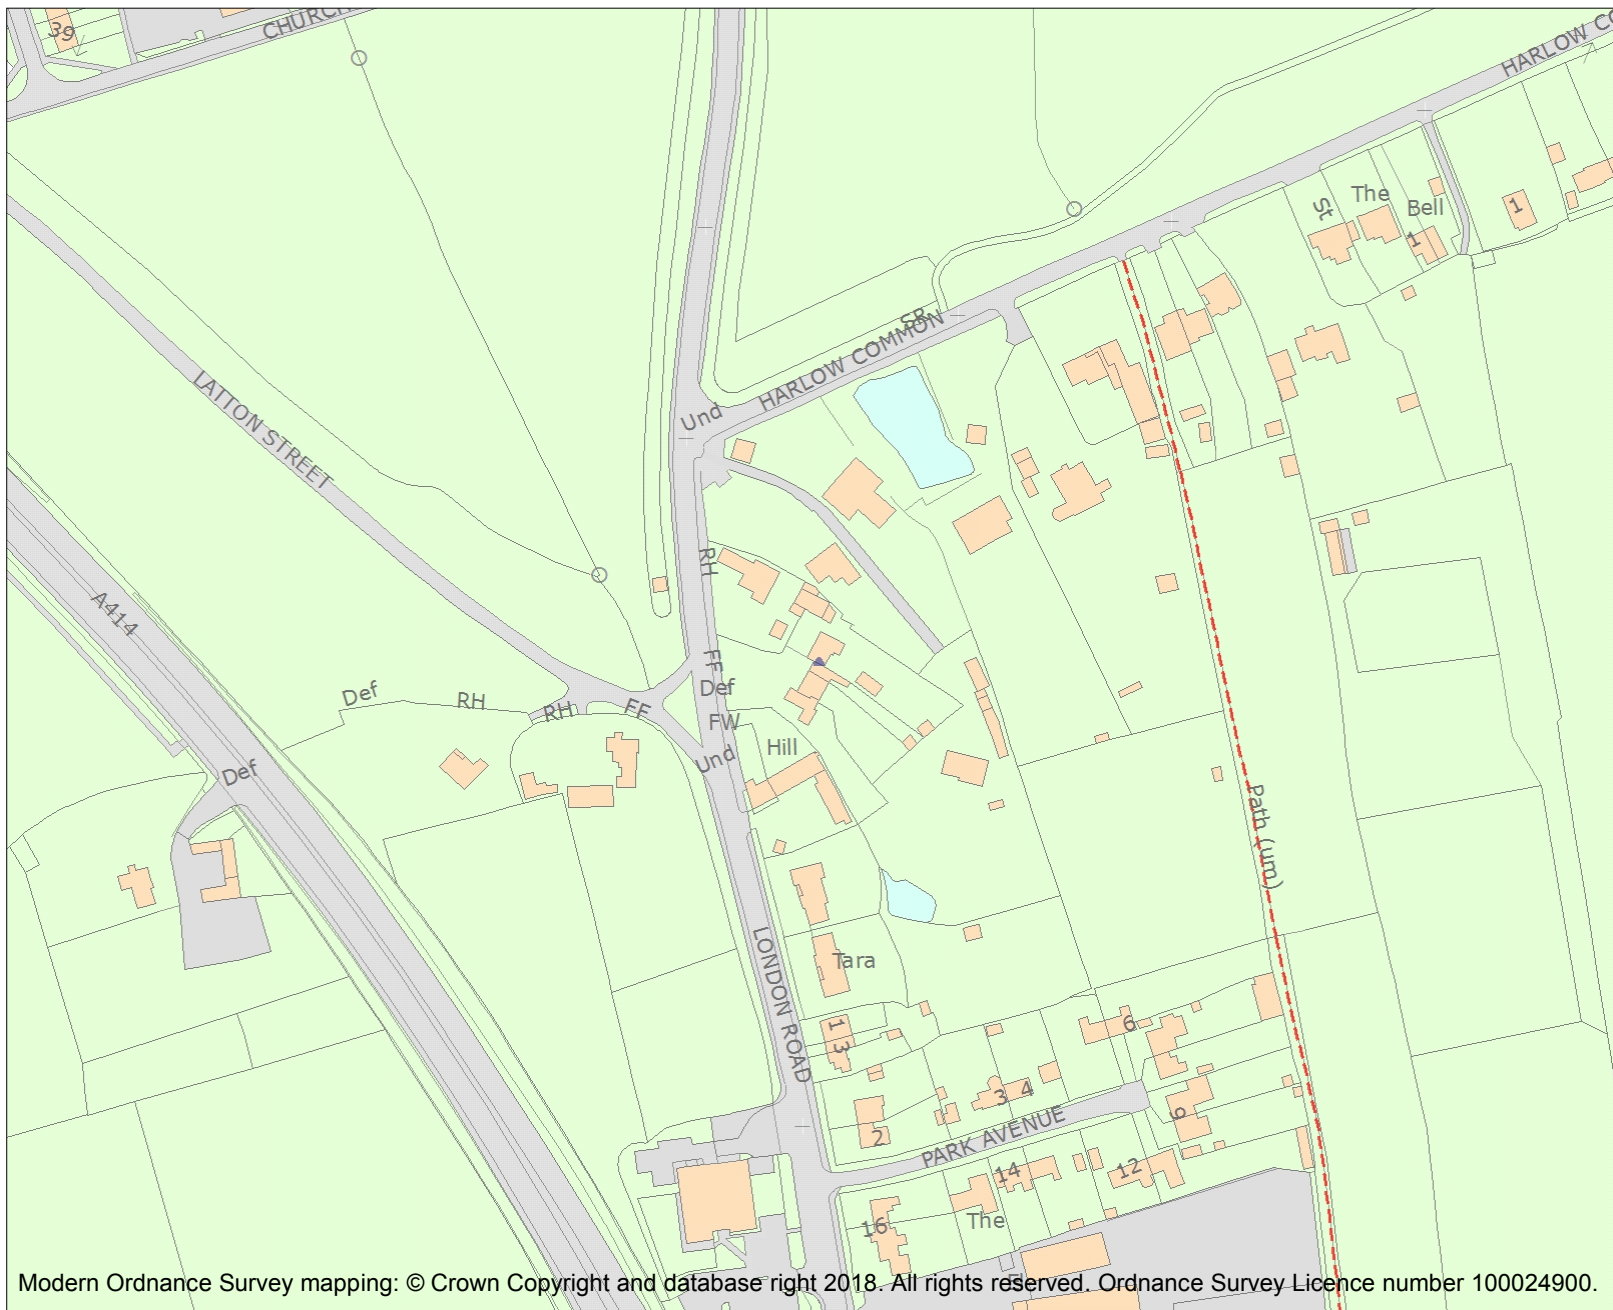 39
CHURCH
HARLOW CO
The
St
Bell
1
1
SR
HARLOW COMMON
Und
LATTON STREET
RH
A414
FF
Def
Def
RH
RH
FF
FW
Und
Hill
Def
Path (um)
LONDON ROAD
Tara
1
3
6
3 4
9
2
PARK AVENUE
14
12
16
The
Modern Ordnance Survey mapping: © Crown Copyright and database right 2018. All rights reserved. Ordnance Survey Licence number 100024900.